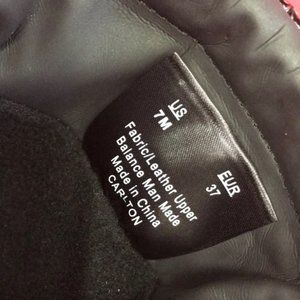 US EUR
7M 37
Fabric/Leather Upper
Balance Man Made
Made in China
CARLTON